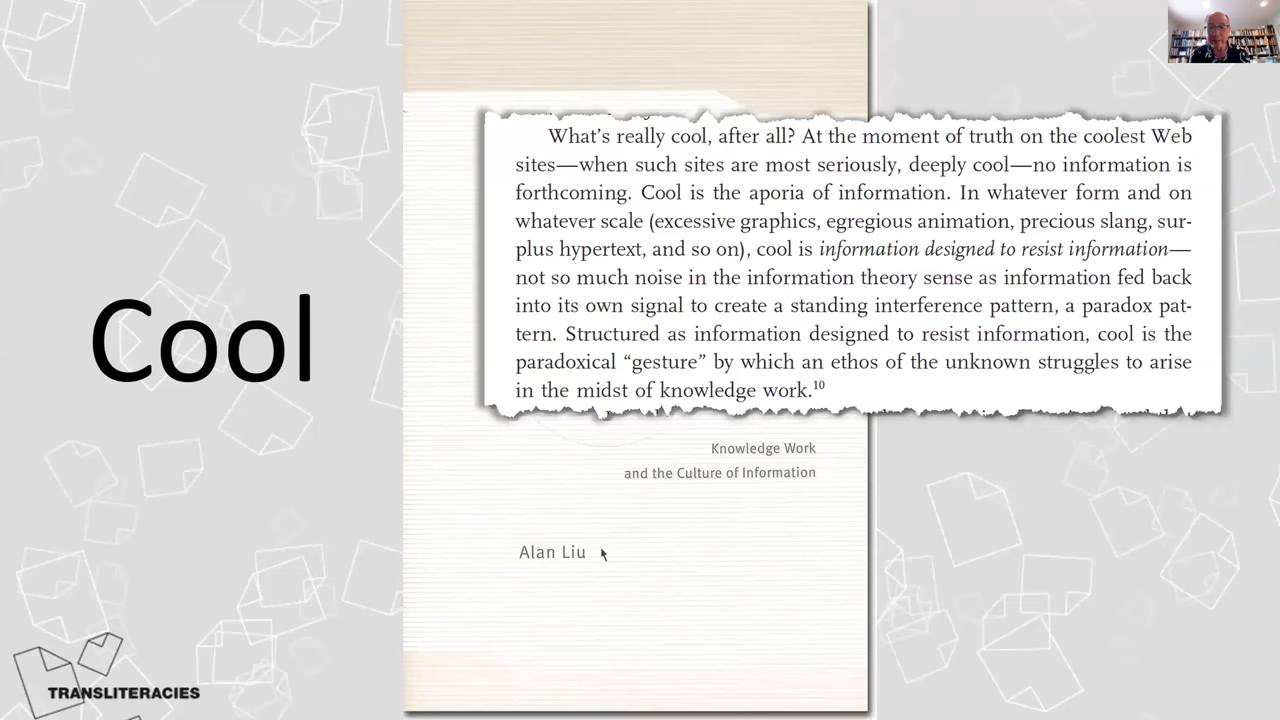 Cool
What’s really cool, after all? At the moment of truth on the coolest Web
sites—when such sites are most seriously, deeply cool—no information is
forthcoming. Cool is the aporia of information. In whatever form and on
whatever scale (excessive graphics, egregious animation, precious slang, sur-
plus hypertext, and so on), cool is information designed to resist information—
not so much noise in the information theory sense as information fed back
into its own signal to create a standing interference pattern, a paradox pat-
tern. Structured as information designed to resist information, cool is the
paradoxical “gesture” by which an ethos of the unknown struggles to arise
in the midst of knowledge work.10
Knowledge Work
and the Culture of Information
Alan Liu
TRANSLITERACIES